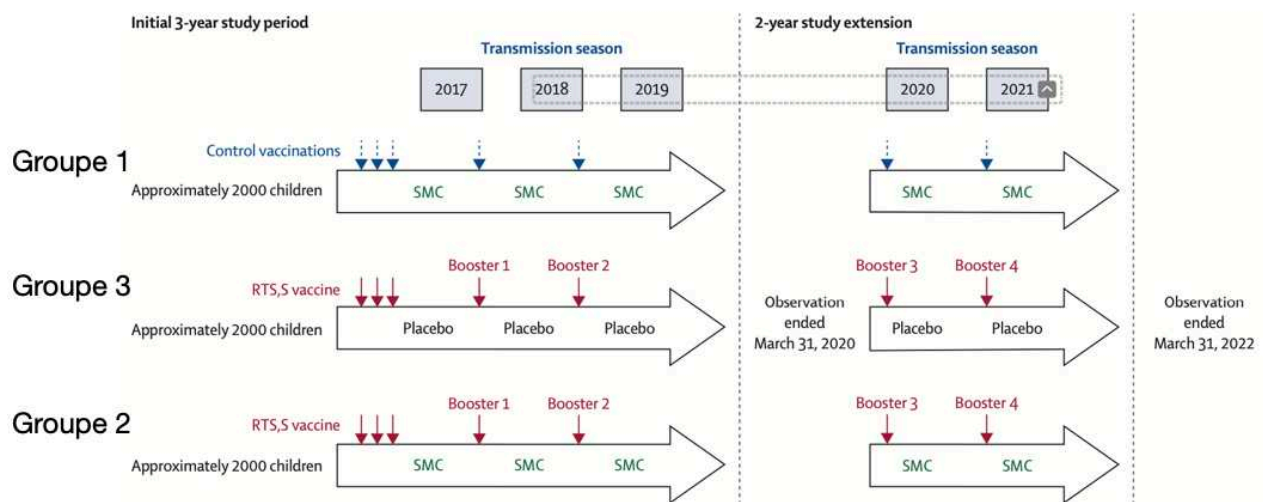 Initial 3-year study period
2-year study extension
Transmission season
Transmission season
2017
2018
2019
2020
2021
Groupe 1
Control vaccinations
Approximately 2000 children
SMC
SMC
SMC
SMC
SMC
Groupe 3
RTS,S vaccine
Booster 1
Booster 2
Booster 3
Booster 4
Approximately 2000 children
Placebo
Placebo
Placebo
Observation
ended
March 31, 2020
Placebo
Placebo
Observation
ended
March 31, 2022
Groupe 2
RTS,S vaccine
Booster 1
Booster 2
Booster 3
Booster 4
Approximately 2000 children
SMC
SMC
SMC
SMC
SMC